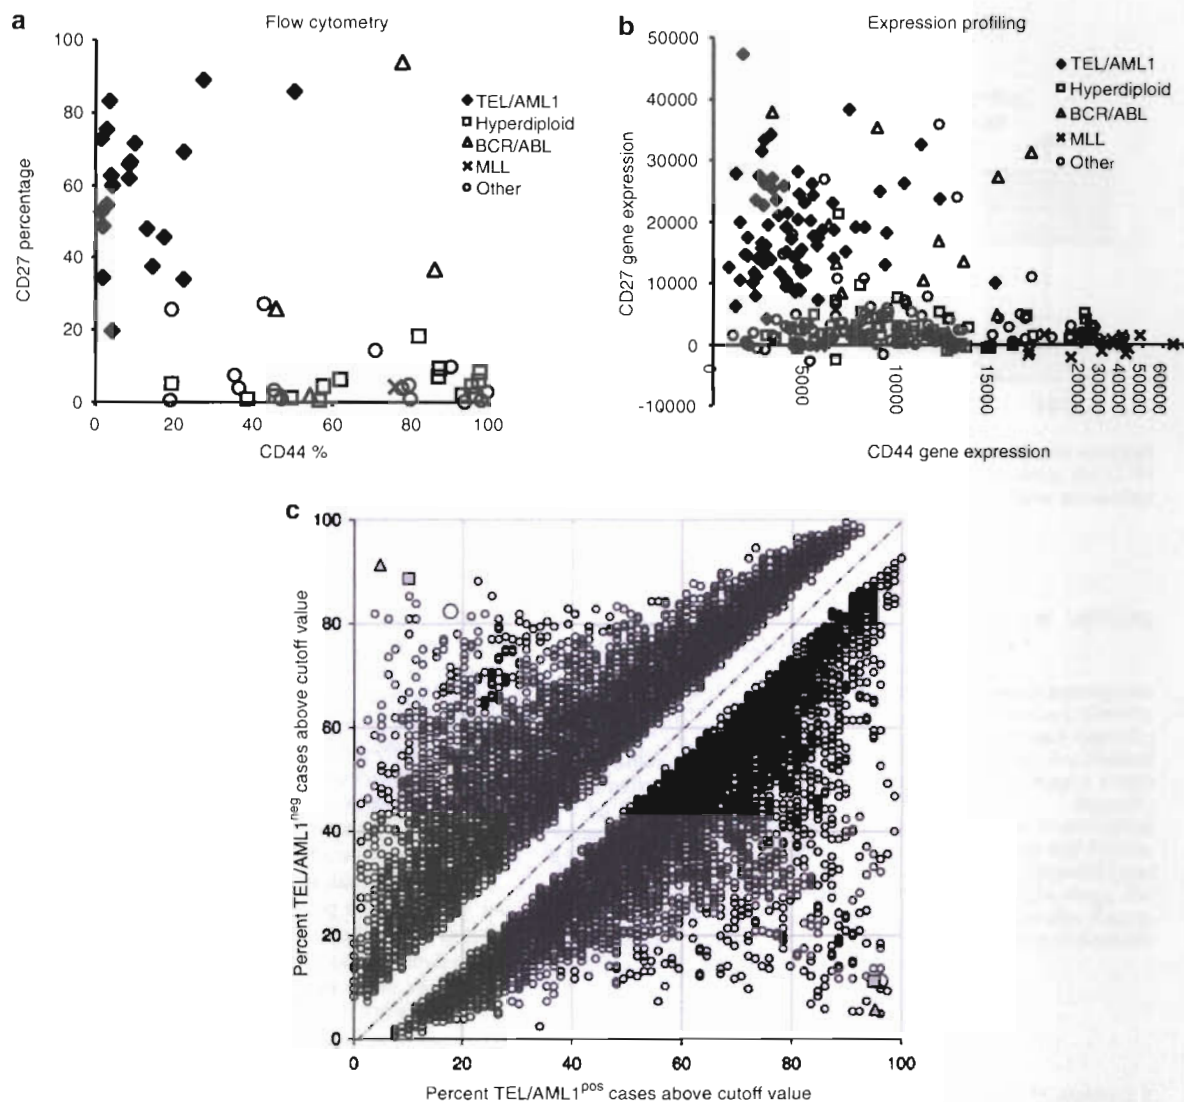 a
Flow cytometry
100
80
60
40
20
0
0 20 40 60 80 100
CD27 percentage
CD44 %
TEL/AML1
Hyperdiploid
BCR/ABL
MLL
Other
b
Expression profiling
50000
40000
30000
20000
10000
0
-10000
0 5000 10000 15000 20000 30000 40000 50000 60000
CD27 gene expression
CD44 gene expression
TEL/AML1
Hyperdiploid
BCR/ABL
MLL
Other
c
100
80
60
40
20
0
0 20 40 60 80 100
Percent TEL/AML1neg cases above cutoff value
Percent TEL/AML1pos cases above cutoff value